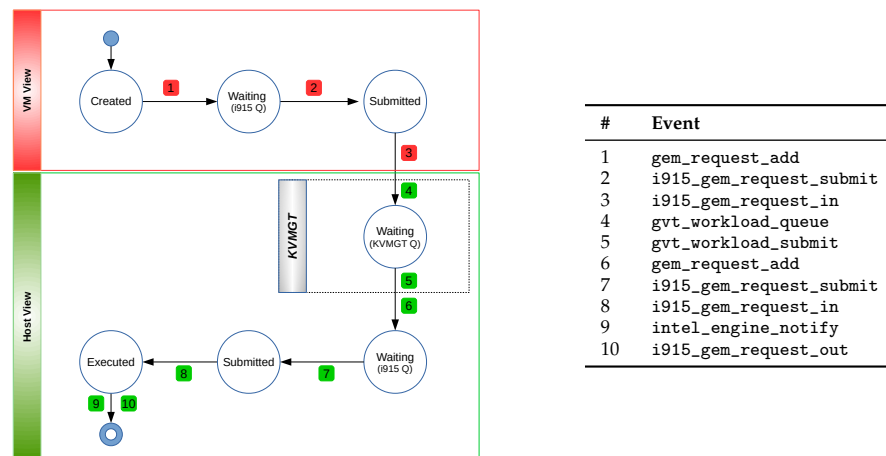 VM View
1
2
Created
Waiting
(i915 Q)
Submitted
3
4
Host View
KVMGT
Waiting
(KVMGT Q)
5
6
Executed
Submitted
Waiting
(i915 Q)
8
7
9
10
# Event
1 gem_request_add
2 i915_gem_request_submit
3 i915_gem_request_in
4 gvt_workload_queue
5 gvt_workload_submit
6 gem_request_add
7 i915_gem_request_submit
8 i915_gem_request_in
9 intel_engine_notify
10 i915_gem_request_out